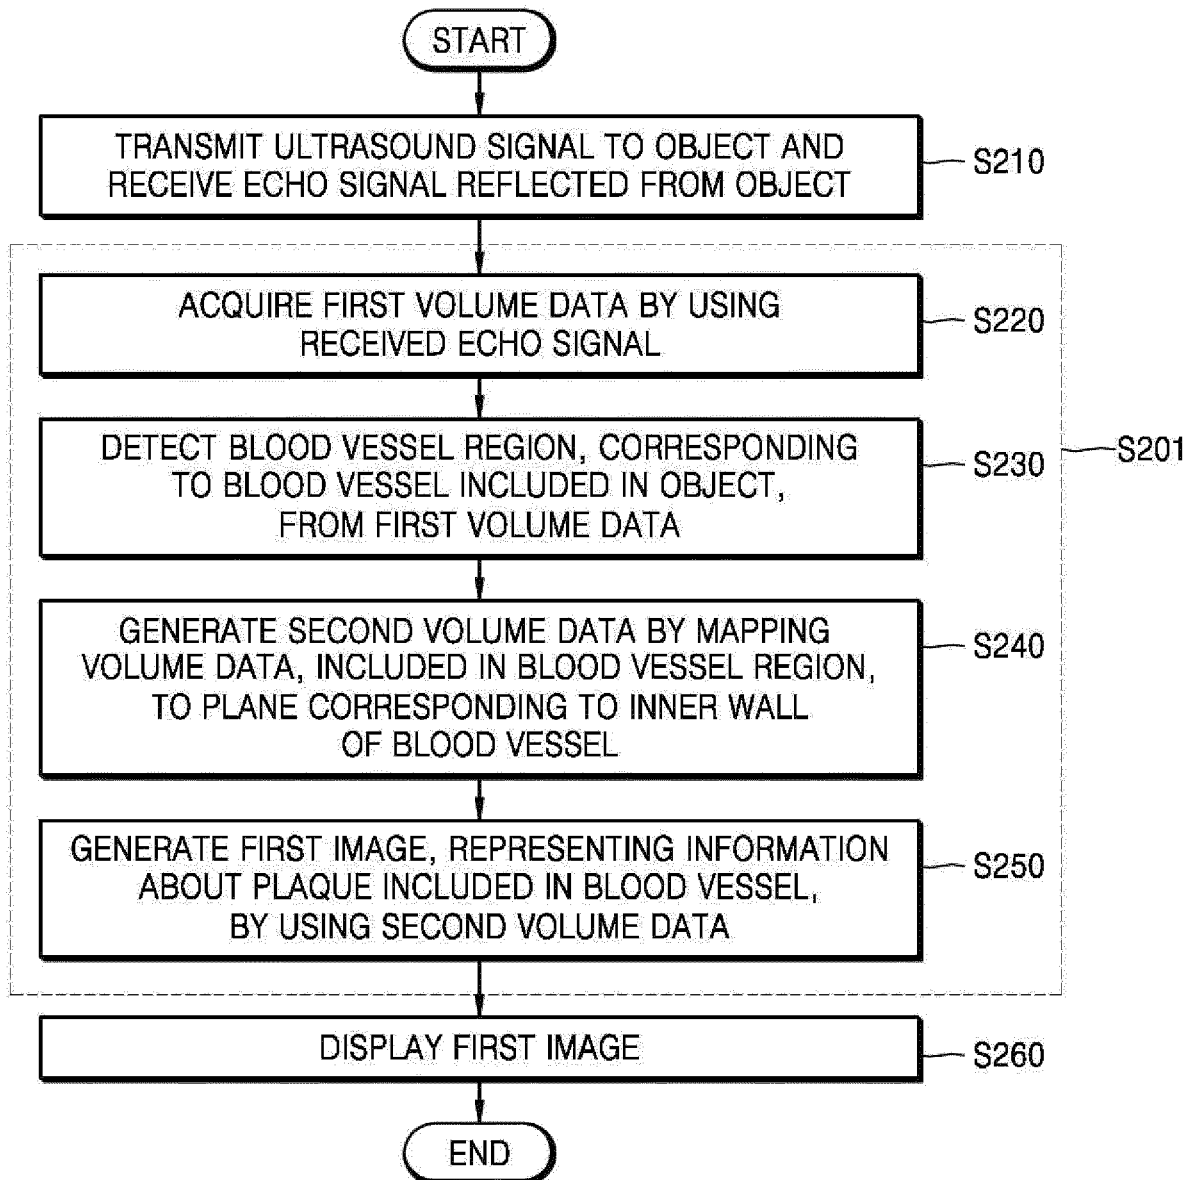 START
TRANSMIT ULTRASOUND SIGNAL TO OBJECT AND
RECEIVE ECHO SIGNAL REFLECTED FROM OBJECT
S210
ACQUIRE FIRST VOLUME DATA BY USING
RECEIVED ECHO SIGNAL
S220
DETECT BLOOD VESSEL REGION, CORRESPONDING
TO BLOOD VESSEL INCLUDED IN OBJECT,
FROM FIRST VOLUME DATA
S230
S201
GENERATE SECOND VOLUME DATA BY MAPPING
VOLUME DATA, INCLUDED IN BLOOD VESSEL REGION,
TO PLANE CORRESPONDING TO INNER WALL
OF BLOOD VESSEL
S240
GENERATE FIRST IMAGE, REPRESENTING INFORMATION
ABOUT PLAQUE INCLUDED IN BLOOD VESSEL,
BY USING SECOND VOLUME DATA
S250
DISPLAY FIRST IMAGE
S260
END